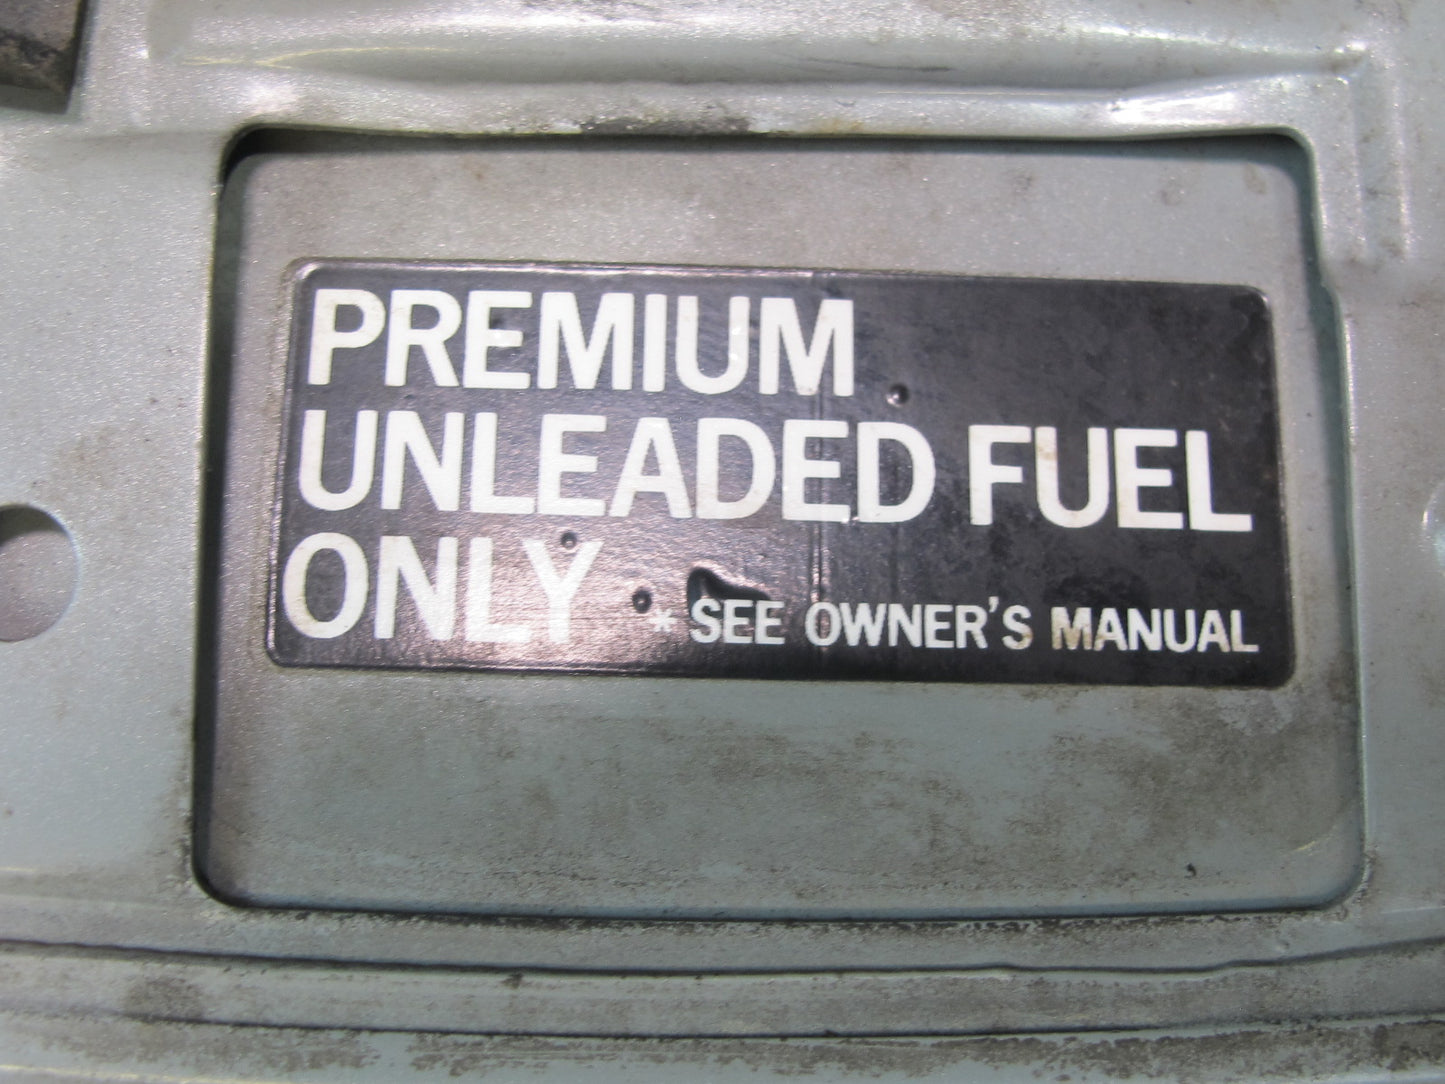 PREMIUM
UNLEADED FUEL
ONLY * SEE OWNER'S MANUAL